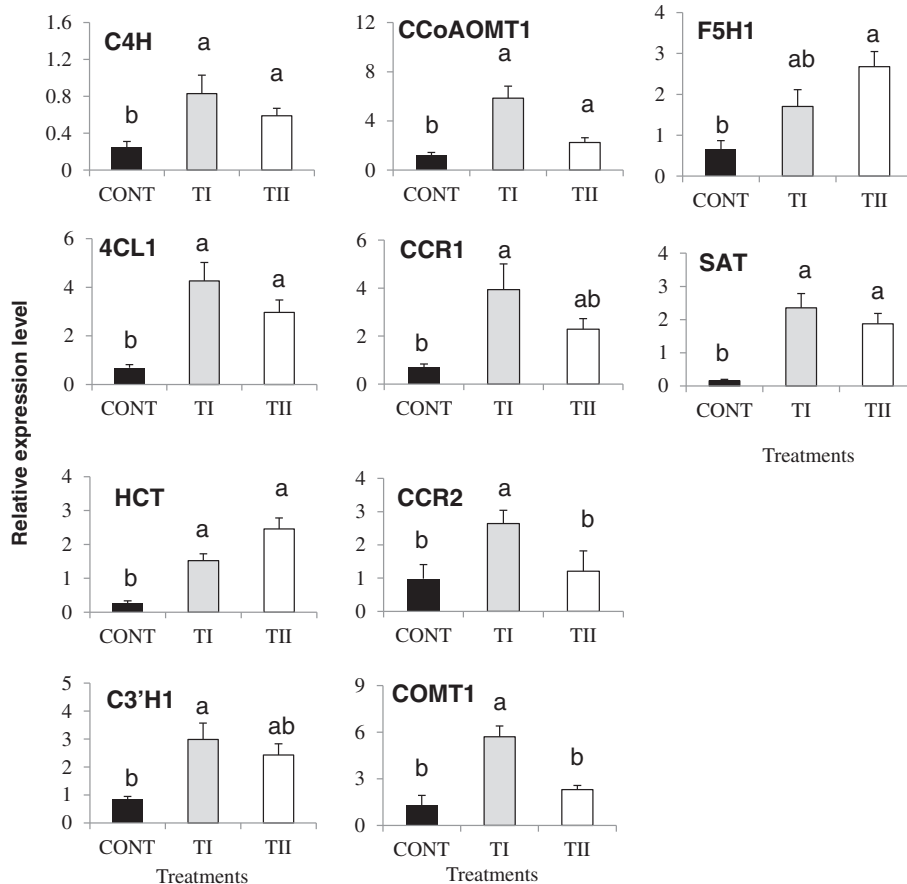 Relative expression level
C4H
1.6
1.2
0.8
0.4
0
b
a
a
CONT TI TII
CCoAOMT1
12
8
4
0
b
a
a
CONT TI TII
F5H1
4
3
2
1
0
b
ab
a
CONT TI TII
4CL1
6
4
2
0
b
a
a
CONT TI TII
CCR1
6
4
2
0
b
a
ab
CONT TI TII
SAT
4
3
2
1
0
b
a
a
CONT TI TII
Treatments
HCT
4
3
2
1
0
b
a
a
CONT TI TII
CCR2
4
3
2
1
0
b
a
b
CONT TI TII
C3'H1
5
4
3
2
1
0
b
a
ab
CONT TI TII
Treatments
COMT1
9
6
3
0
b
a
b
CONT TI TII
Treatments